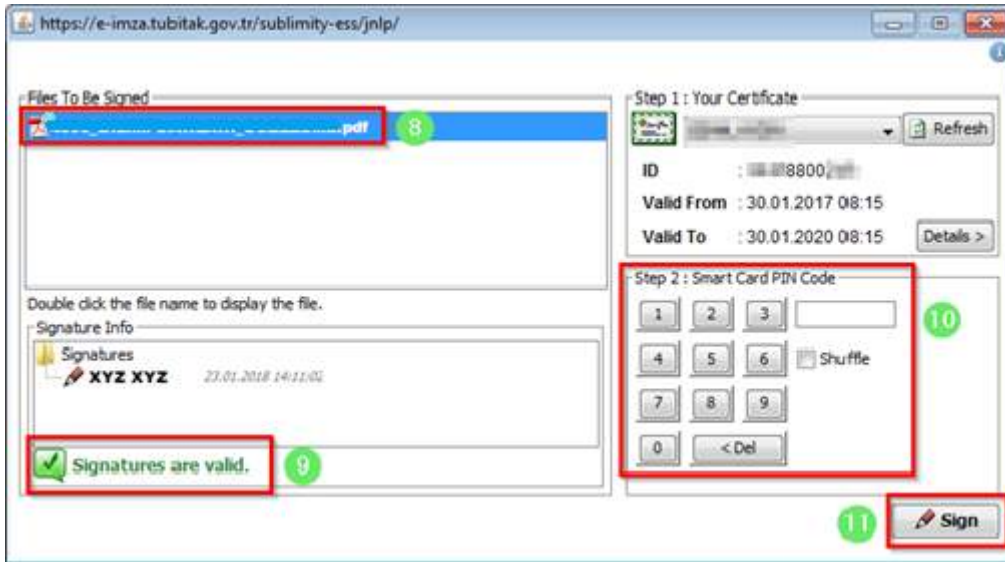 https://e-imza.tubitak.gov.tr/sublimity-ess/jnlp/
Files To Be Signed
pdf
8
Double click the file name to display the file.
Signature Info
Signatures
XYZ XYZ 23.01.2018 14:11:02
Signatures are valid.
9
Step 1 : Your Certificate
Refresh
ID : 8800
Valid From : 30.01.2017 08:15
Valid To : 30.01.2020 08:15
Details >
Step 2 : Smart Card PIN Code
1 2 3
10
4 5 6 Shuffle
7 8 9
0 < Del
11
Sign